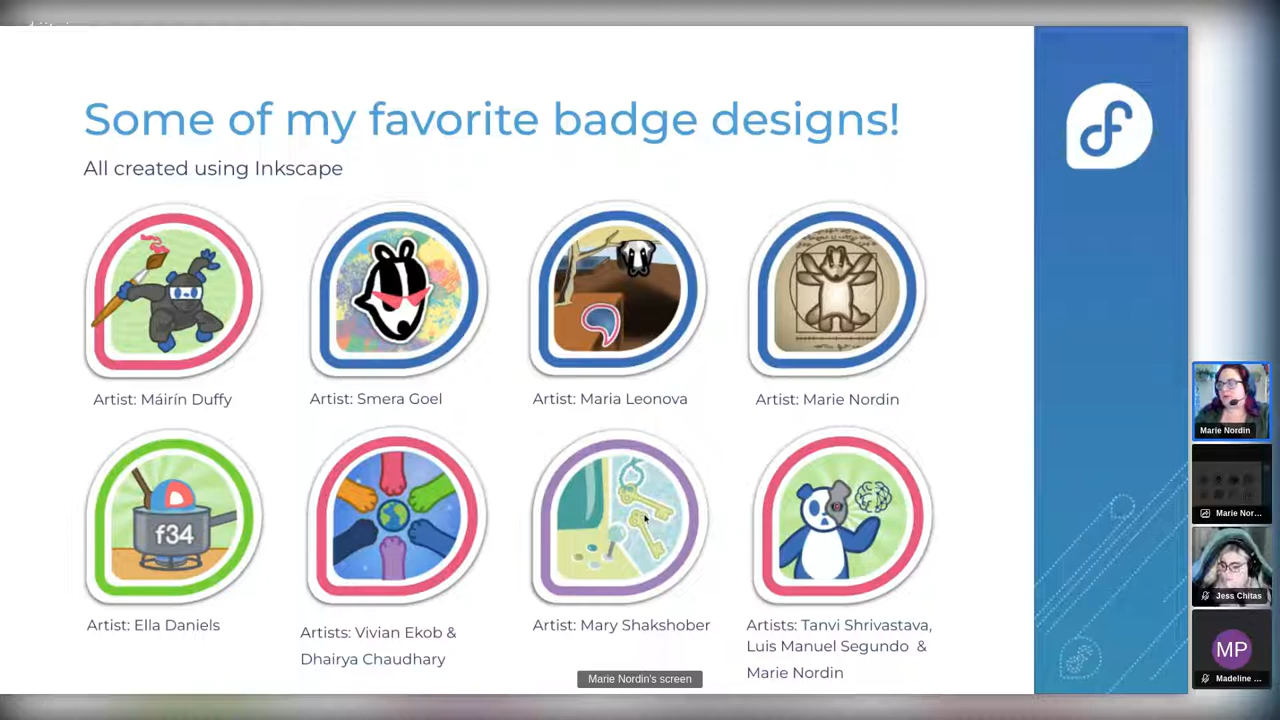 Some of my favorite badge designs!
All created using Inkscape
Artist: Máirín Duffy
Artist: Smera Goel
Artist: Maria Leonova
Artist: Marie Nordin
f34
Artist: Ella Daniels
Artists: Vivian Ekob &
Dhairya Chaudhary
Artist: Mary Shakshober
Artists: Tanvi Shrivastava,
Luis Manuel Segundo &
Marie Nordin
Marie Nordin's screen
Marie Nordin
Marie Nor...
Jess Chitas
MP
Madeline ...